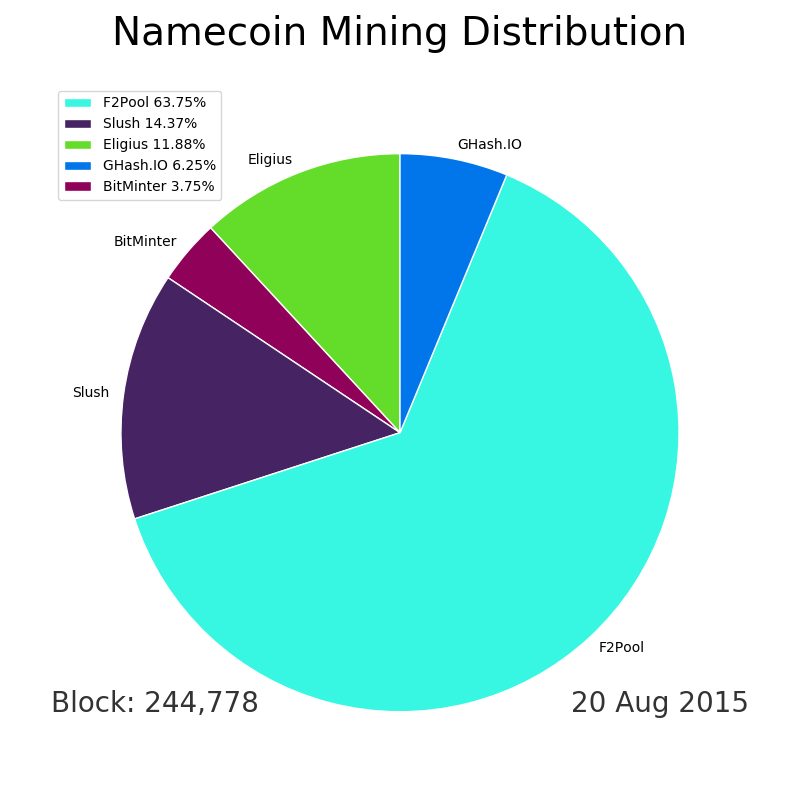 Namecoin Mining Distribution
F2Pool 63.75%
Slush 14.37%
Eligius 11.88%
GHash.IO 6.25%
BitMinter 3.75%
GHash.IO
Eligius
BitMinter
Slush
F2Pool
Block: 244,778
20 Aug 2015